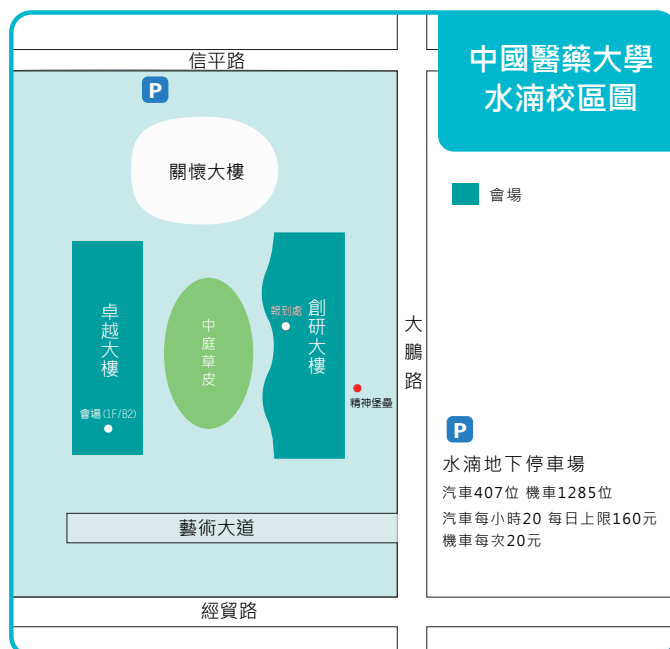 中國醫藥大學
水湳校區圖
信平路
P
關懷大樓
會場
卓越大樓
會場(1F/B2)
中庭草皮
報到處
創研大樓
精神堡壘
大鵬路
P
水湳地下停車場
汽車407位 機車1285位
汽車每小時20 每日上限160元
機車每次20元
藝術大道
經貿路